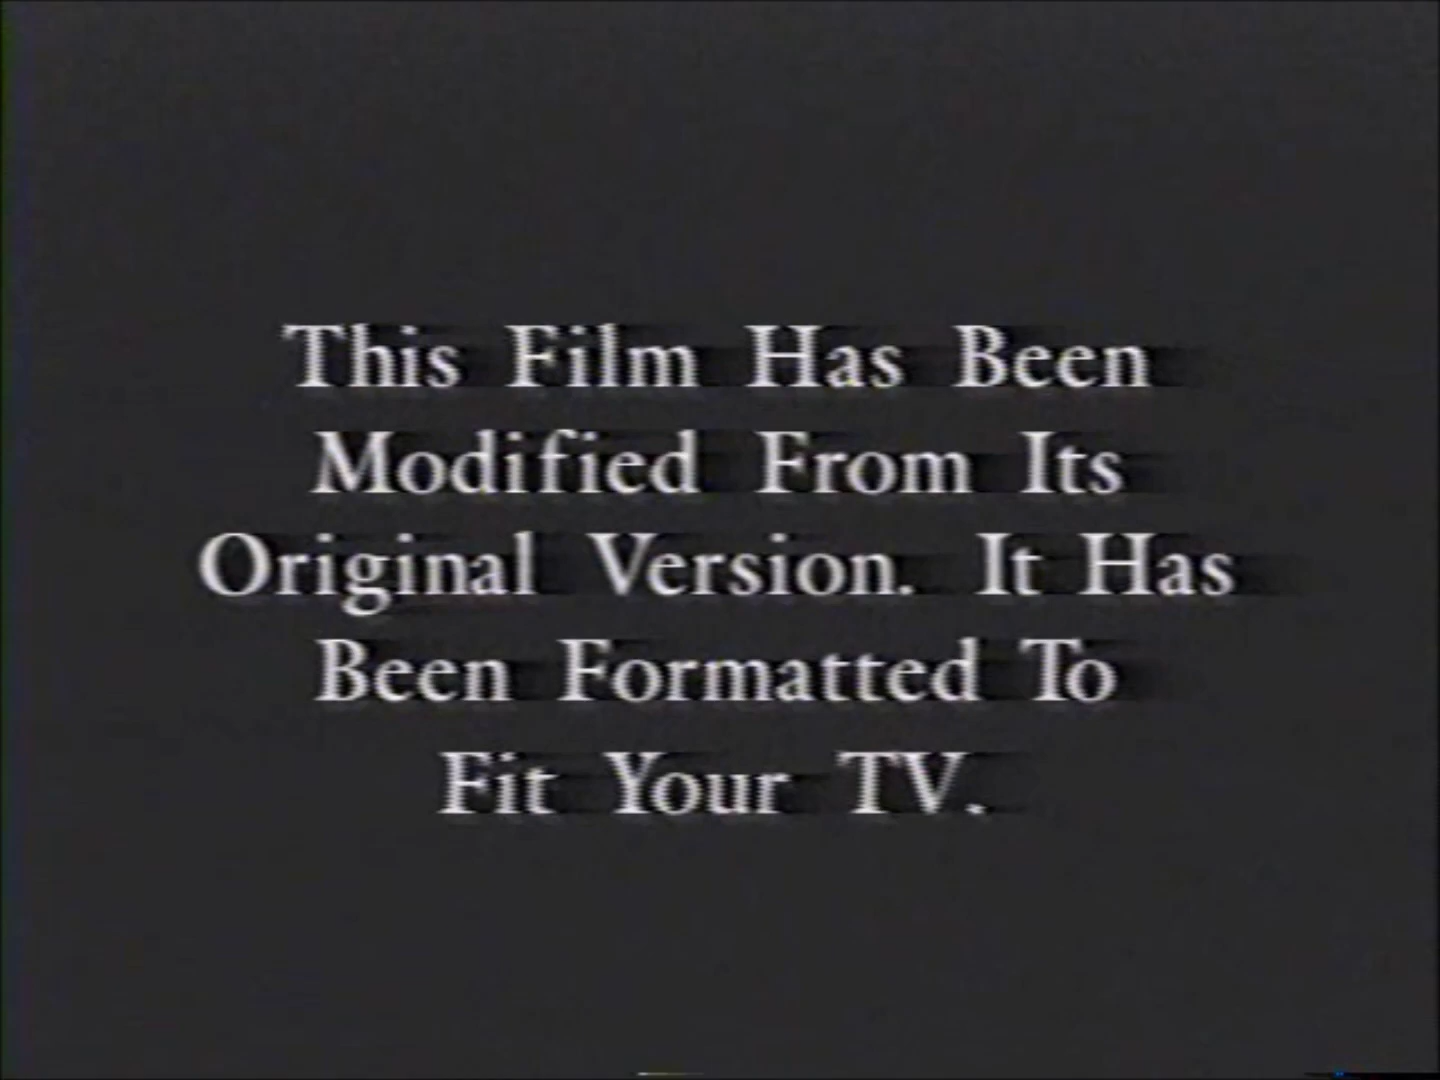 This Film Has Been
Modified From Its
Original Version. It Has
Been Formatted To
Fit Your TV.